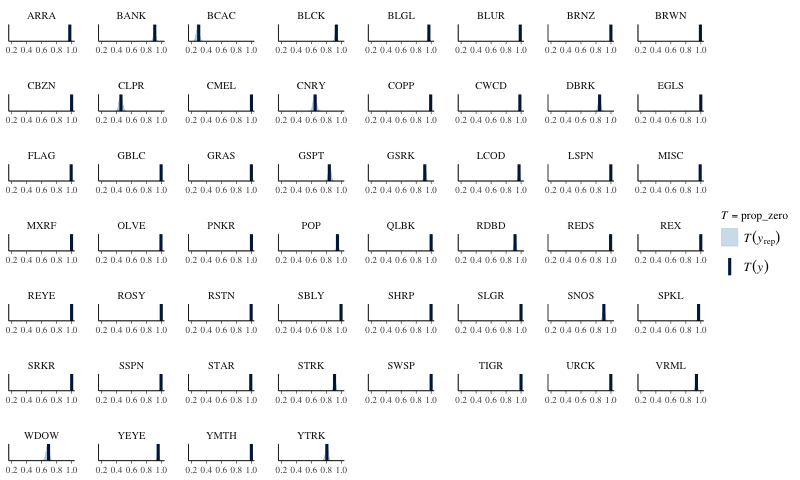 ARRA BANK BCAC BLCK BLGL BLUR BRNZ BRWN
0.2 0.4 0.6 0.8 1.0 0.2 0.4 0.6 0.8 1.0 0.2 0.4 0.6 0.8 1.0 0.2 0.4 0.6 0.8 1.0 0.2 0.4 0.6 0.8 1.0 0.2 0.4 0.6 0.8 1.0 0.2 0.4 0.6 0.8 1.0 0.2 0.4 0.6 0.8 1.0
CBZN CLPR CMEL CNRY COPP CWCD DBRK EGLS
0.2 0.4 0.6 0.8 1.0 0.2 0.4 0.6 0.8 1.0 0.2 0.4 0.6 0.8 1.0 0.2 0.4 0.6 0.8 1.0 0.2 0.4 0.6 0.8 1.0 0.2 0.4 0.6 0.8 1.0 0.2 0.4 0.6 0.8 1.0 0.2 0.4 0.6 0.8 1.0
FLAG GBLC GRAS GSPT GSRK LCOD LSPN MISC
0.2 0.4 0.6 0.8 1.0 0.2 0.4 0.6 0.8 1.0 0.2 0.4 0.6 0.8 1.0 0.2 0.4 0.6 0.8 1.0 0.2 0.4 0.6 0.8 1.0 0.2 0.4 0.6 0.8 1.0 0.2 0.4 0.6 0.8 1.0 0.2 0.4 0.6 0.8 1.0
MXRF OLVE PNKR POP QLBK RDBD REDS REX
0.2 0.4 0.6 0.8 1.0 0.2 0.4 0.6 0.8 1.0 0.2 0.4 0.6 0.8 1.0 0.2 0.4 0.6 0.8 1.0 0.2 0.4 0.6 0.8 1.0 0.2 0.4 0.6 0.8 1.0 0.2 0.4 0.6 0.8 1.0 0.2 0.4 0.6 0.8 1.0
REYE ROSY RSTN SBLY SHRP SLGR SNOS SPKL
0.2 0.4 0.6 0.8 1.0 0.2 0.4 0.6 0.8 1.0 0.2 0.4 0.6 0.8 1.0 0.2 0.4 0.6 0.8 1.0 0.2 0.4 0.6 0.8 1.0 0.2 0.4 0.6 0.8 1.0 0.2 0.4 0.6 0.8 1.0 0.2 0.4 0.6 0.8 1.0
SRKR SSPN STAR STRK SWSP TIGR URCK VRML
0.2 0.4 0.6 0.8 1.0 0.2 0.4 0.6 0.8 1.0 0.2 0.4 0.6 0.8 1.0 0.2 0.4 0.6 0.8 1.0 0.2 0.4 0.6 0.8 1.0 0.2 0.4 0.6 0.8 1.0 0.2 0.4 0.6 0.8 1.0 0.2 0.4 0.6 0.8 1.0
WDOW YEYE YMTH YTRK
0.2 0.4 0.6 0.8 1.0 0.2 0.4 0.6 0.8 1.0 0.2 0.4 0.6 0.8 1.0 0.2 0.4 0.6 0.8 1.0
T = prop_zero
T(yrep)
T(y)